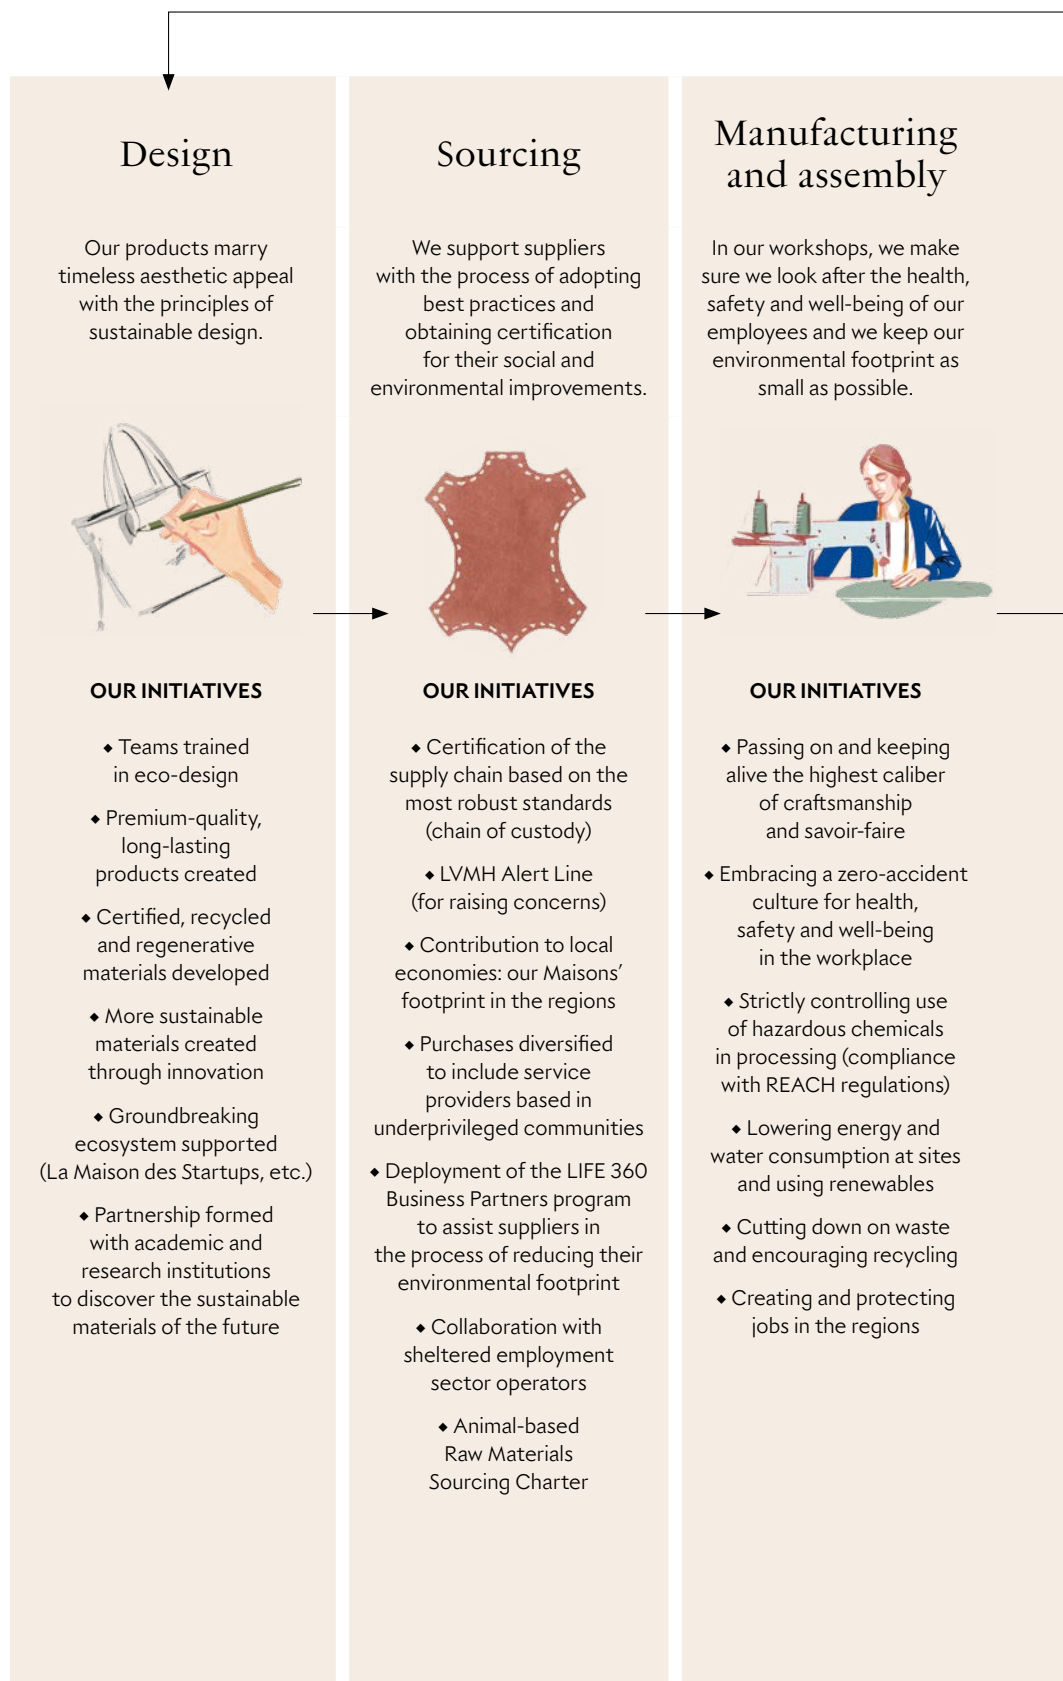 Design
Our products marry
timeless aesthetic appeal
with the principles of
sustainable design.
OUR INITIATIVES
◆ Teams trained
in eco-design
◆ Premium-quality,
long-lasting
products created
◆ Certified, recycled
and regenerative
materials developed
◆ More sustainable
materials created
through innovation
◆ Groundbreaking
ecosystem supported
(La Maison des Startups, etc.)
◆ Partnership formed
with academic and
research institutions
to discover the sustainable
materials of the future
Sourcing
We support suppliers
with the process of adopting
best practices and
obtaining certification
for their social and
environmental improvements.
OUR INITIATIVES
◆ Certification of the
supply chain based on the
most robust standards
(chain of custody)
◆ LVMH Alert Line
(for raising concerns)
◆ Contribution to local
economies: our Maisons’
footprint in the regions
◆ Purchases diversified
to include service
providers based in
underprivileged communities
◆ Deployment of the LIFE 360
Business Partners program
to assist suppliers in
the process of reducing their
environmental footprint
◆ Collaboration with
sheltered employment
sector operators
◆ Animal-based
Raw Materials
Sourcing Charter
Manufacturing
and assembly
In our workshops, we make
sure we look after the health,
safety and well-being of our
employees and we keep our
environmental footprint as
small as possible.
OUR INITIATIVES
◆ Passing on and keeping
alive the highest caliber
of craftsmanship
and savoir-faire
◆ Embracing a zero-accident
culture for health,
safety and well-being
in the workplace
◆ Strictly controlling use
of hazardous chemicals
in processing (compliance
with REACH regulations)
◆ Lowering energy and
water consumption at sites
and using renewables
◆ Cutting down on waste
and encouraging recycling
◆ Creating and protecting
jobs in the regions